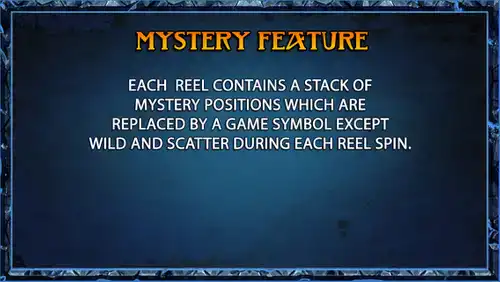 MYSTERY FEATURE
EACH REEL CONTAINS A STACK OF
MYSTERY POSITIONS WHICH ARE
REPLACED BY A GAME SYMBOL EXCEPT
WILD AND SCATTER DURING EACH REEL SPIN.